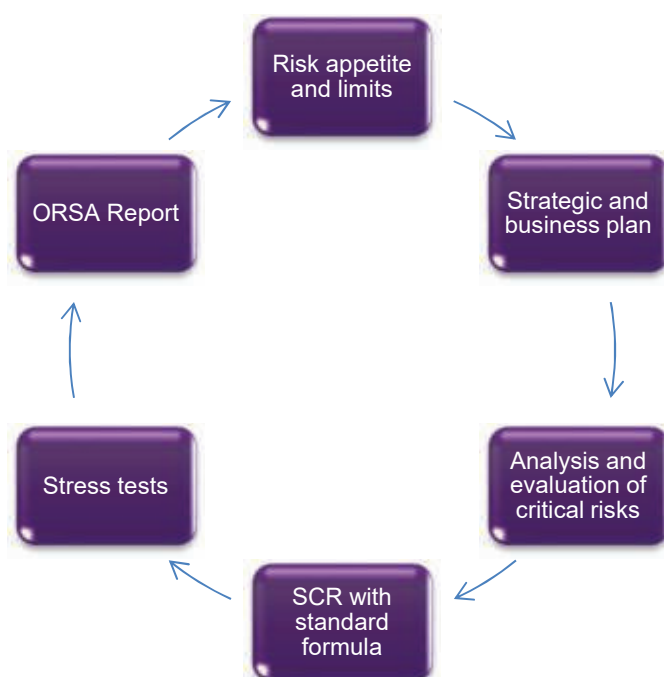 Risk appetite
and limits
Strategic and
business plan
Analysis and
evaluation of
critical risks
SCR with
standard
formula
Stress tests
ORSA Report